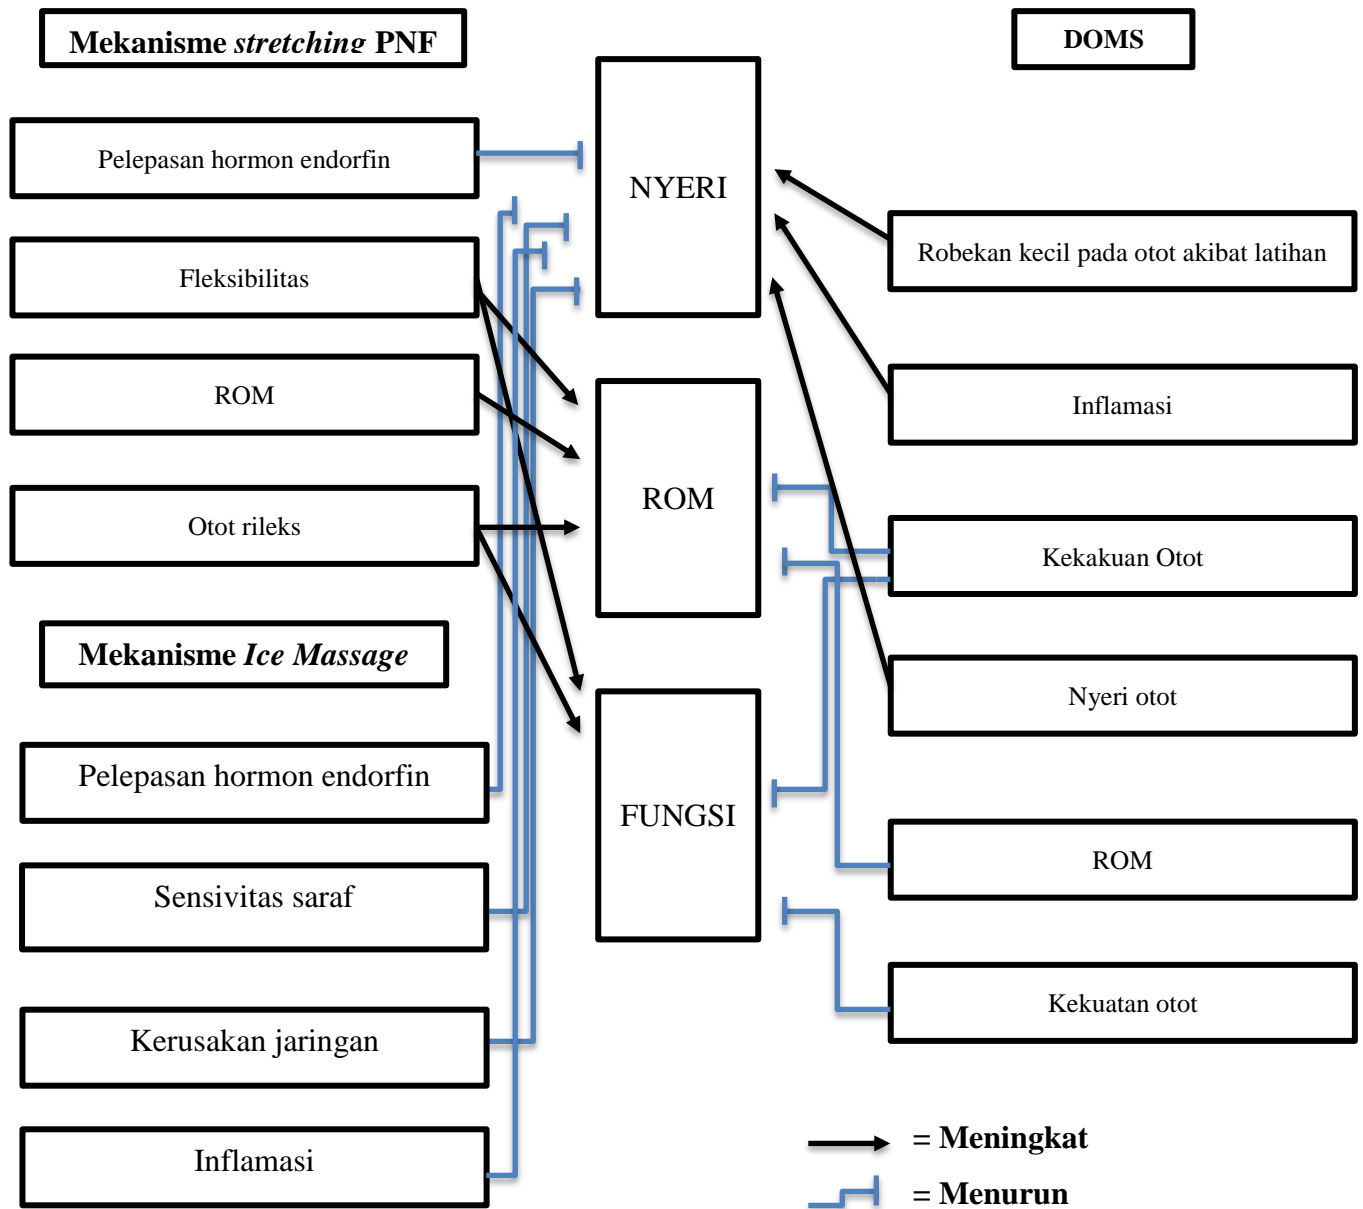 Mekanisme stretching PNF
Pelepasan hormon endorfin
Fleksibilitas
ROM
Otot rileks
Mekanisme Ice Massage
Pelepasan hormon endorfin
Sensivitas saraf
Kerusakan jaringan
Inflamasi
NYERI
ROM
FUNGSI
DOMS
Robekan kecil pada otot akibat latihan
Inflamasi
Kekakuan Otot
Nyeri otot
ROM
Kekuatan otot
= Meningkat
= Menurun